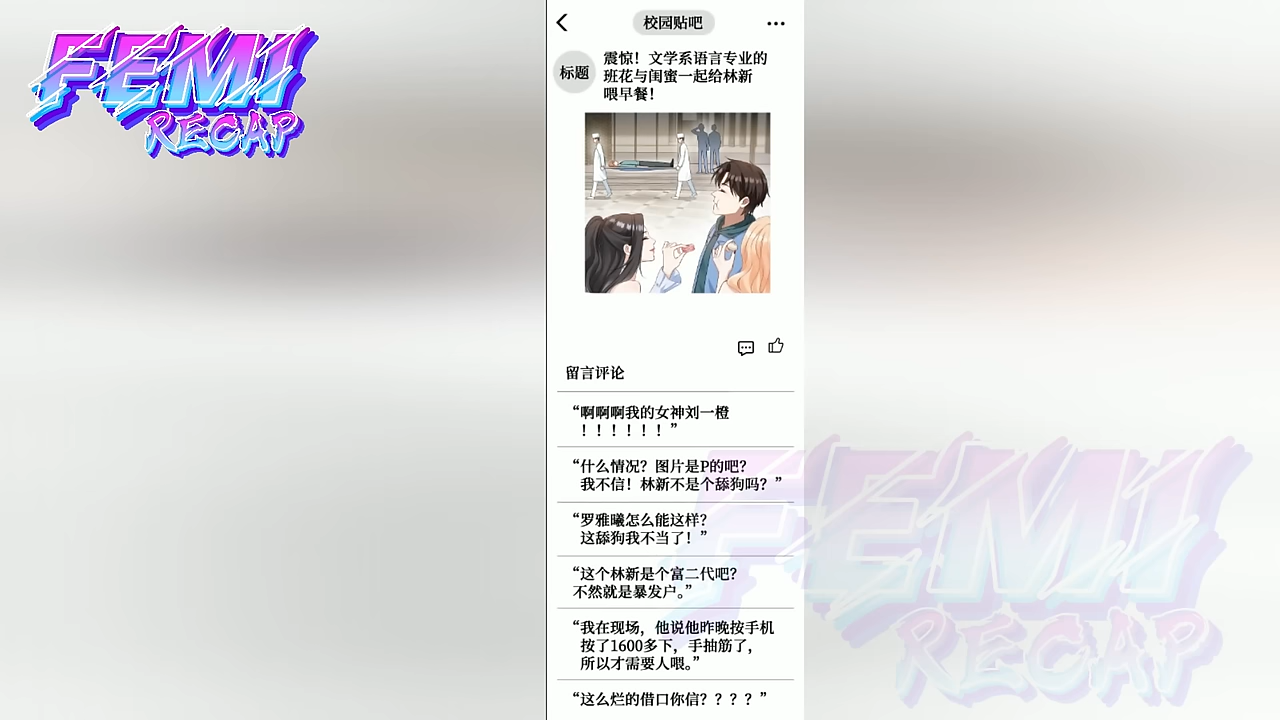 FEMI
RECAP
校园贴吧
标题
震惊！文学系语言专业的
班花与闺蜜一起给林新
喂早餐！
留言评论
“啊啊啊我的女神刘一橙
！！！！！！”
“什么情况？图片是P的吧？
我不信！林新不是个舔狗吗？”
“罗雅曦怎么能这样？
这舔狗我不当了！”
“这个林新是个富二代吧？
不然就是暴发户。”
“我在现场，他说他昨晚按手机
按了1600多下，手抽筋了，
所以才需要人喂。”
“这么烂的借口你信？？？？”
FEMI
RECAP